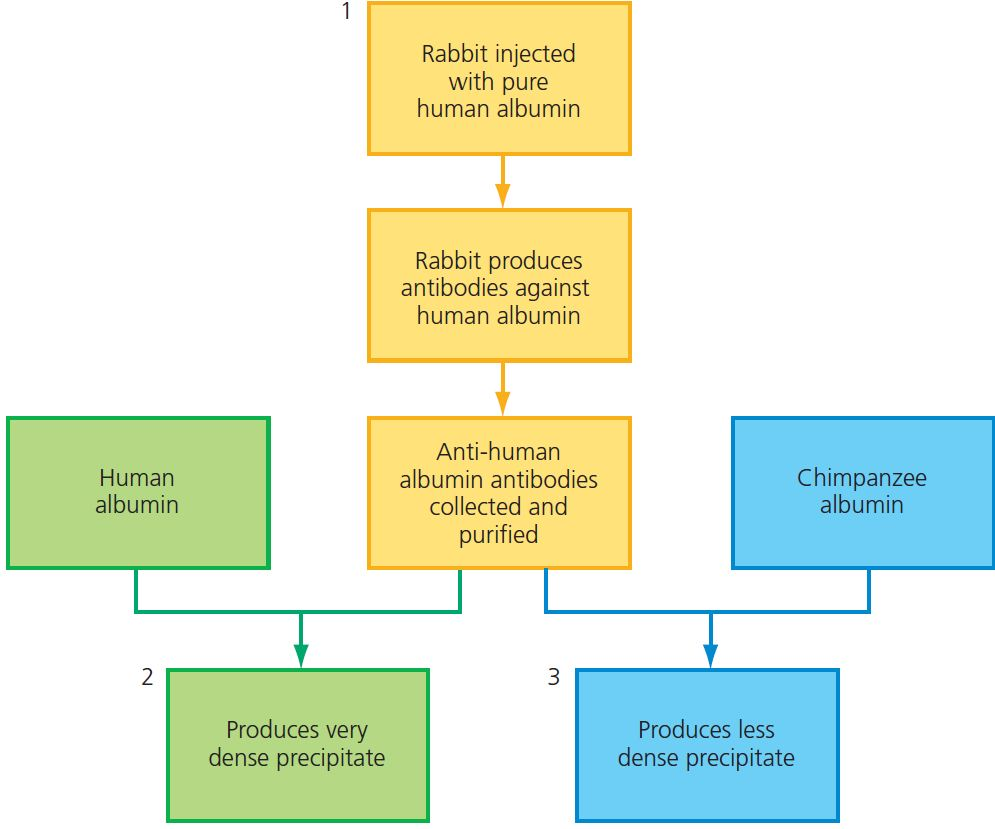 1
Rabbit injected
with pure
human albumin
Rabbit produces
antibodies against
human albumin
Human
albumin
Anti-human
albumin antibodies
collected and
purified
Chimpanzee
albumin
2
Produces very
dense precipitate
3
Produces less
dense precipitate